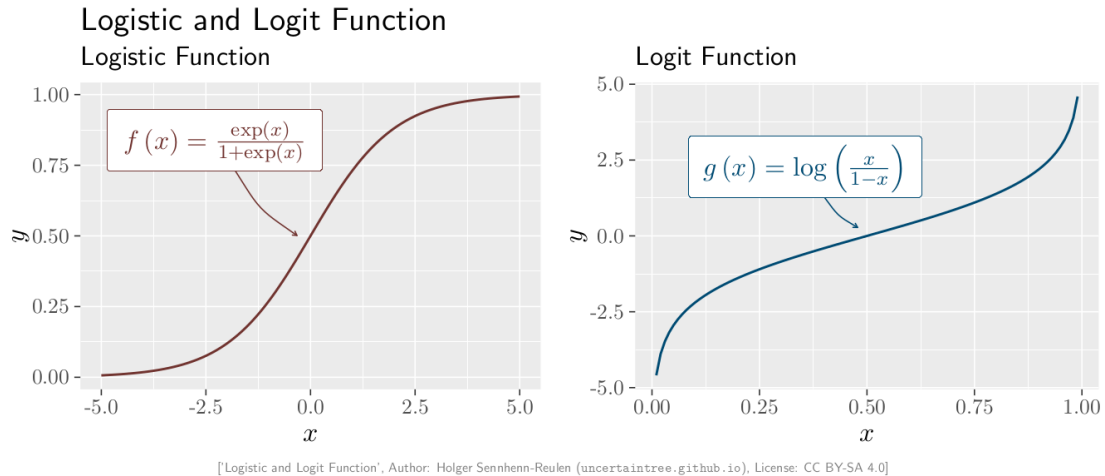 Logistic and Logit Function
Logistic Function
1.00
0.75
0.50
0.25
0.00
y
f (x) = exp(x) / 1+exp(x)
-5.0 -2.5 0.0 2.5 5.0
x
Logit Function
5.0
2.5
0.0
-2.5
-5.0
y
g (x) = log (x / 1−x)
0.00 0.25 0.50 0.75 1.00
x
['Logistic and Logit Function', Author: Holger Sennhenn-Reulen (uncertaintree.github.io), License: CC BY-SA 4.0]